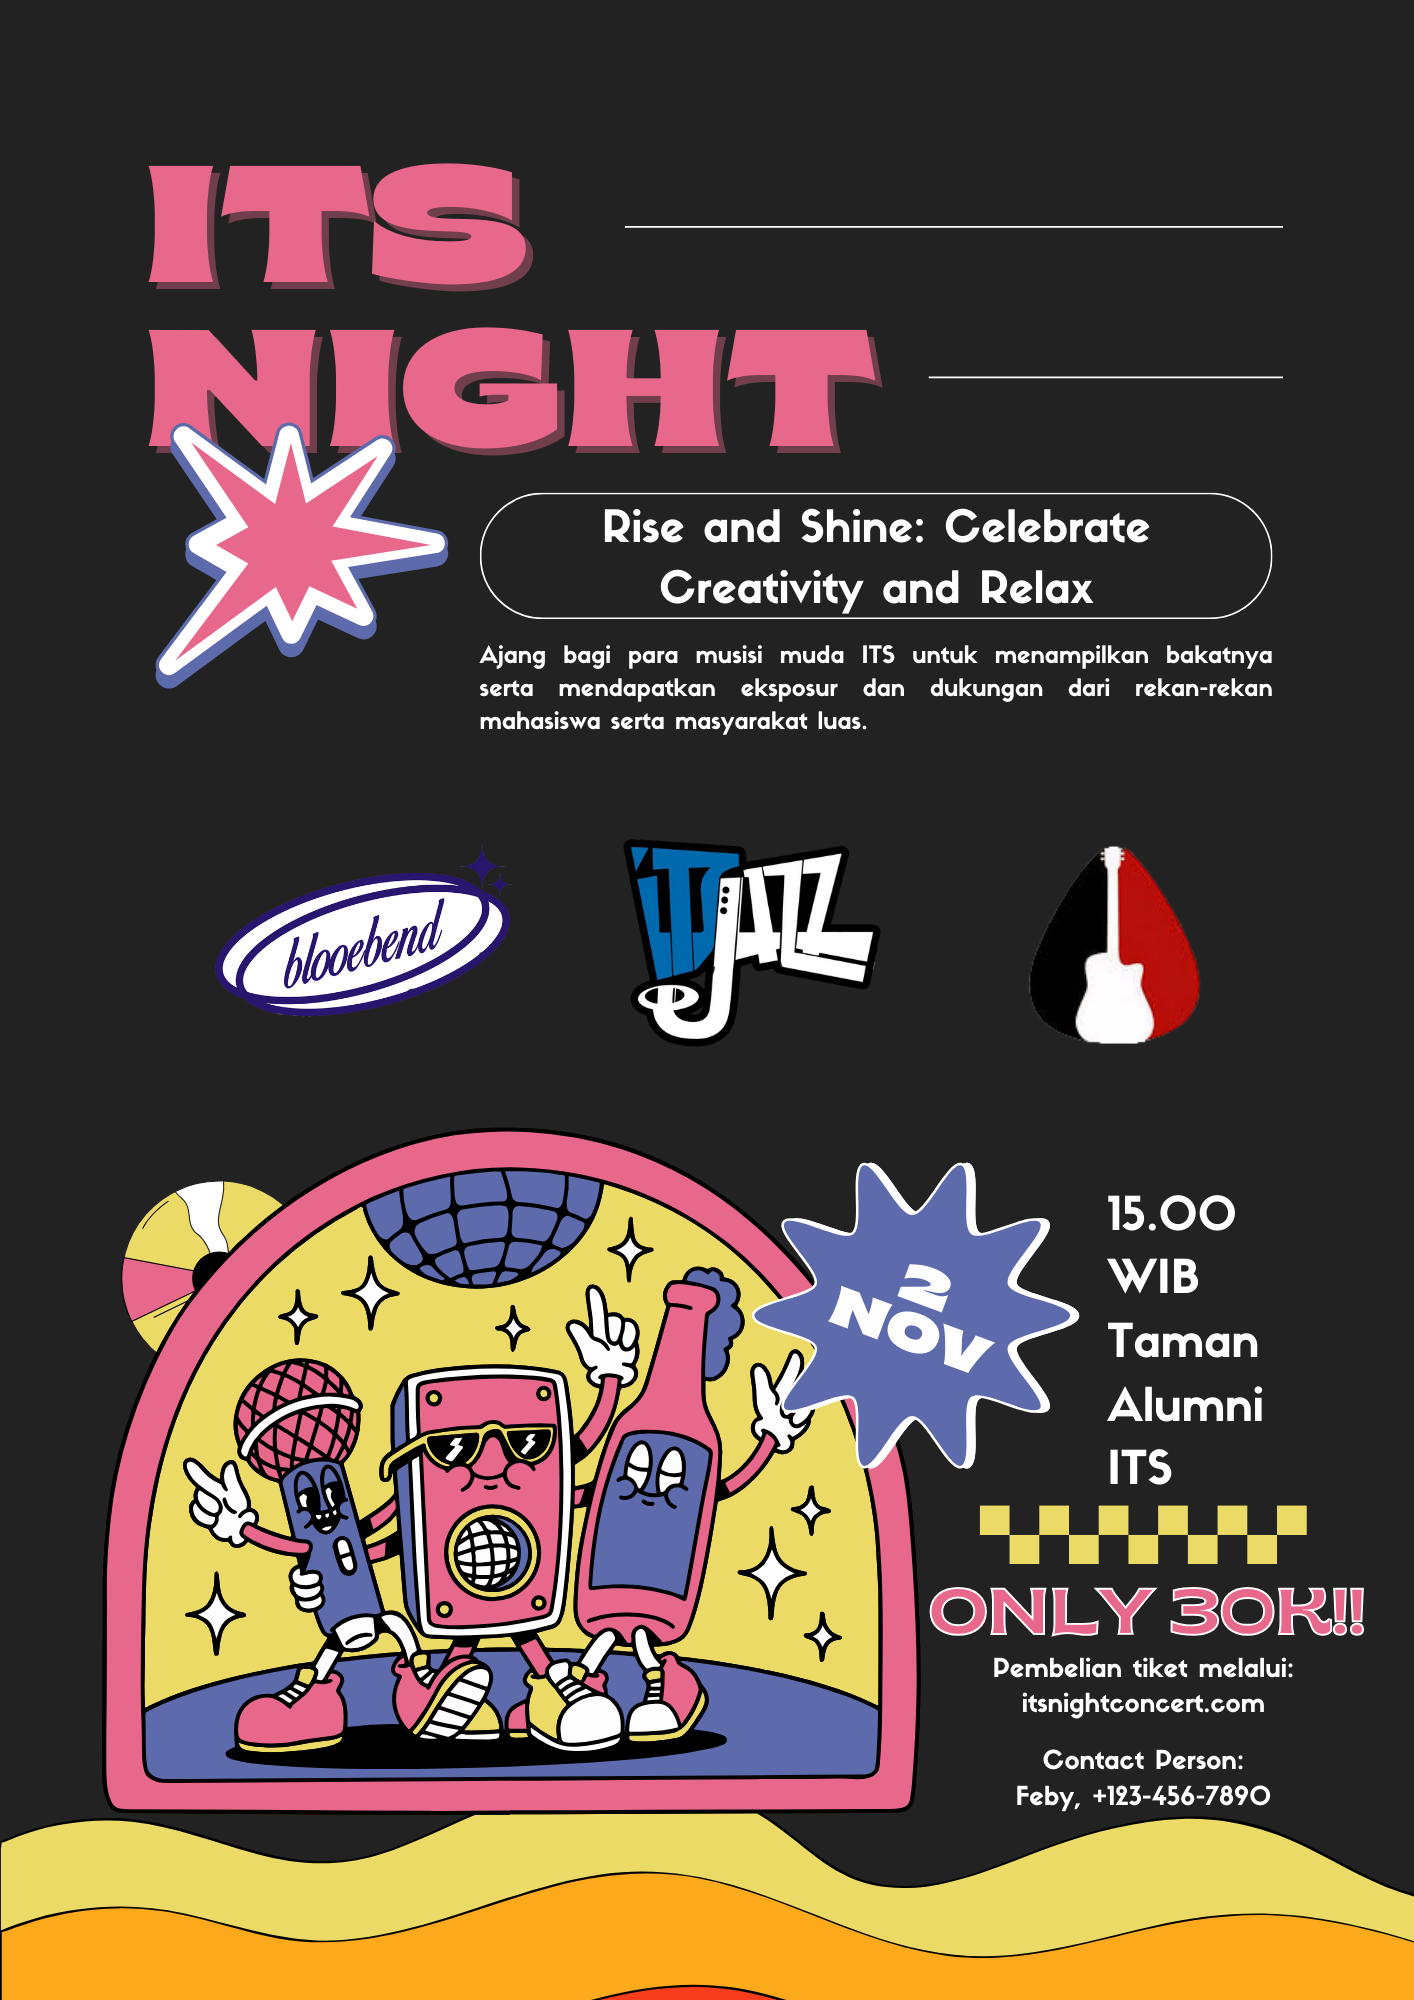 ITS
NIGHT
Rise and Shine: Celebrate
Creativity and Relax
Ajang bagi para musisi muda ITS untuk menampilkan bakatnya
serta mendapatkan eksposur dan dukungan dari rekan-rekan
mahasiswa serta masyarakat luas.
blooebend
iTS JAZZ
2
NOV
15.00
WIB
Taman
Alumni
ITS
ONLY 30K!!
Pembelian tiket melalui:
itsnightconcert.com
Contact Person:
Feby, +123-456-7890